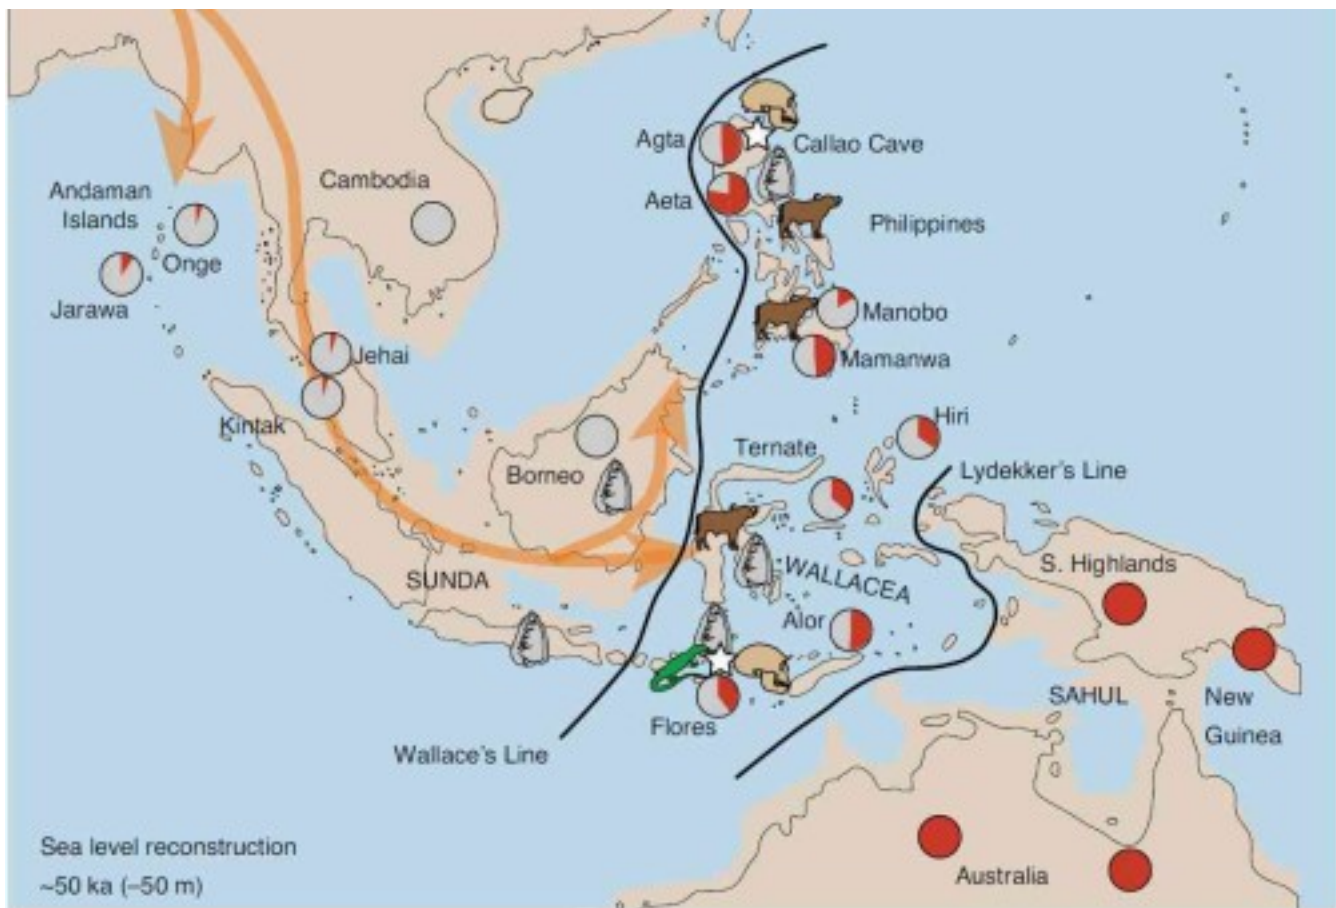 Agta
Callao Cave
Cambodia
Andaman
Islands
Aeta
Philippines
Onge
Jarawa
Manobo
Jehai
Mamanwa
Kintak
Hiri
Ternate
Borneo
Lydekker's Line
S. Highlands
SUNDA
WALLACEA
Alor
SAHUL
New
Guinea
Flores
Wallace's Line
Sea level reconstruction
~50 ka (–50 m)
Australia